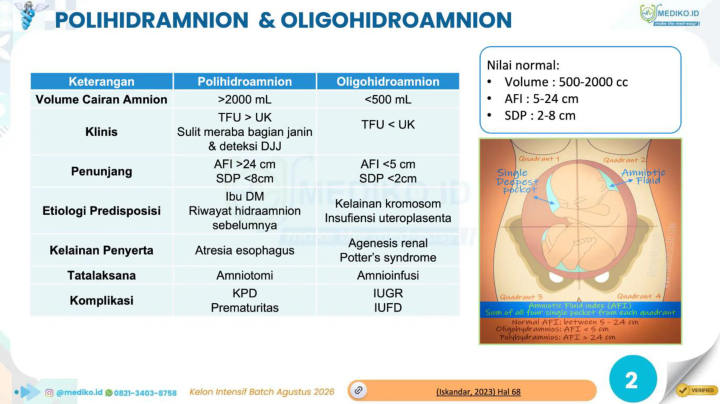 POLIHIDRAMNION & OLIGOHIDROAMNION
MEDIKO.ID
Keterangan Polihidroamnion Oligohidroamnion
Volume Cairan Amnion >2000 mL <500 mL
Klinis
TFU > UK
Sulit meraba bagian janin
& deteksi DJJ
TFU < UK
Penunjang
AFI >24 cm
SDP <8cm
AFI <5 cm
SDP <2cm
Etiologi Predisposisi
Ibu DM
Riwayat hidraamnion
sebelumnya
Kelainan kromosom
Insufiensi uteroplasenta
Kelainan Penyerta
Atresia esophagus
Agenesis renal
Potter’s syndrome
Tatalaksana Amniotomi Amnioinfusi
Komplikasi
KPD
Prematuritas
IUGR
IUFD
MEDIKO.ID
Nilai normal:
• Volume : 500-2000 cc
• AFI : 5-24 cm
• SDP : 2-8 cm
Quadrant 1 Quadrant 2
Single
Deepest
pocket
Amniotic
Fluid
Quadrant 3 Quadrant 4
Amniotic Fluid index (AFI)
Sum of all four single pocket from each quadrant
Normal AFI: between 5 - 24 cm
Oligohydramnios: AFI < 5 cm
Polyhydramnios: AFI > 24 cm
@mediko.id 0821-3403-8758 Kelon Intensif Batch Agustus 2026
(Iskandar, 2023) Hal 68
2
VERIFIED